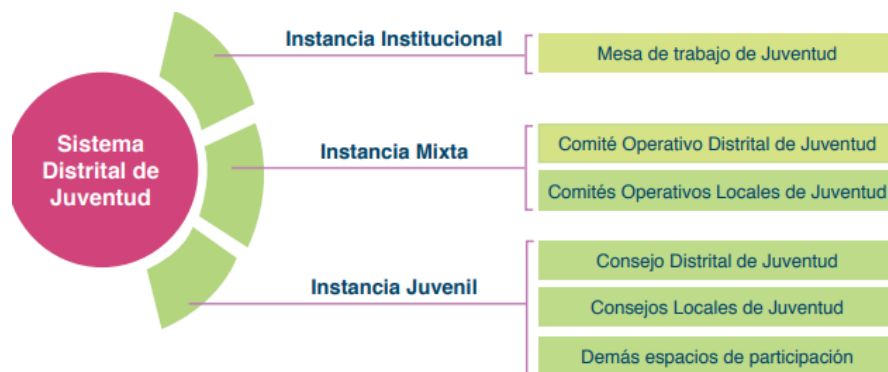 Sistema
Distrital de
Juventud
Instancia Institucional
Mesa de trabajo de Juventud
Instancia Mixta
Comité Operativo Distrital de Juventud
Comités Operativos Locales de Juventud
Instancia Juvenil
Consejo Distrital de Juventud
Consejos Locales de Juventud
Demás espacios de participación